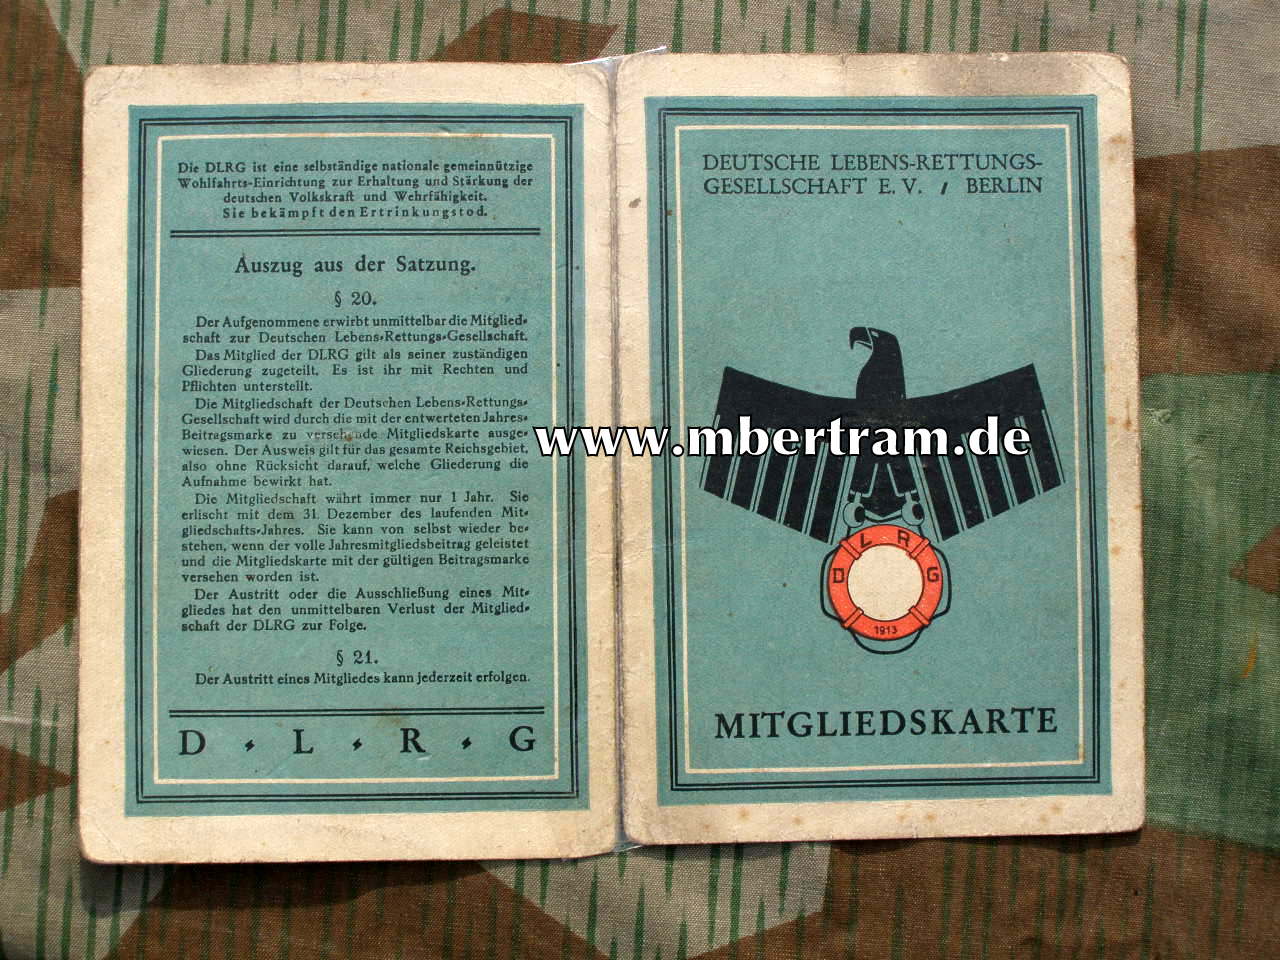 Die DLRG ist eine selbständige nationale gemeinnützige
Wohlfahrts-Einrichtung zur Erhaltung und Stärkung der
deutschen Volkskraft und Wehrfähigkeit.
Sie bekämpft den Ertrinkungstod.
Auszug aus der Satzung.
§ 20.
Der Aufgenommene erwirbt unmittelbar die Mitglied-
schaft zur Deutschen Lebens-Rettungs-Gesellschaft.
Das Mitglied der DLRG gilt als seiner zuständigen
Gliederung zugeteilt. Es ist ihr mit Rechten und
Pflichten unterstellt.
Die Mitgliedschaft der Deutschen Lebens-Rettungs-
Gesellschaft wird durch die mit der entwerteten Jahres-
Beitragsmarke zu versehende Mitgliedskarte ausge-
wiesen. Der Ausweis gilt für das gesamte Reichsgebiet,
also ohne Rücksicht darauf, welche Gliederung die
Aufnahme bewirkt hat.
Die Mitgliedschaft währt immer nur 1 Jahr. Sie
erlischt mit dem 31. Dezember des laufenden Mit-
gliedschafts-Jahres. Sie kann von selbst wieder be-
stehen, wenn der volle Jahresmitgliedsbeitrag geleistet
und die Mitgliedskarte mit der gültigen Beitragsmarke
versehen worden ist.
Der Austritt oder die Ausschließung eines Mit-
gliedes hat den unmittelbaren Verlust der Mitglied-
schaft der DLRG zur Folge.
§ 21.
Der Austritt eines Mitgliedes kann jederzeit erfolgen.
D - L - R - G
DEUTSCHE LEBENS-RETTUNGS-
GESELLSCHAFT E. V. / BERLIN
www.mbertram.de
D L R G
1913
MITGLIEDSKARTE